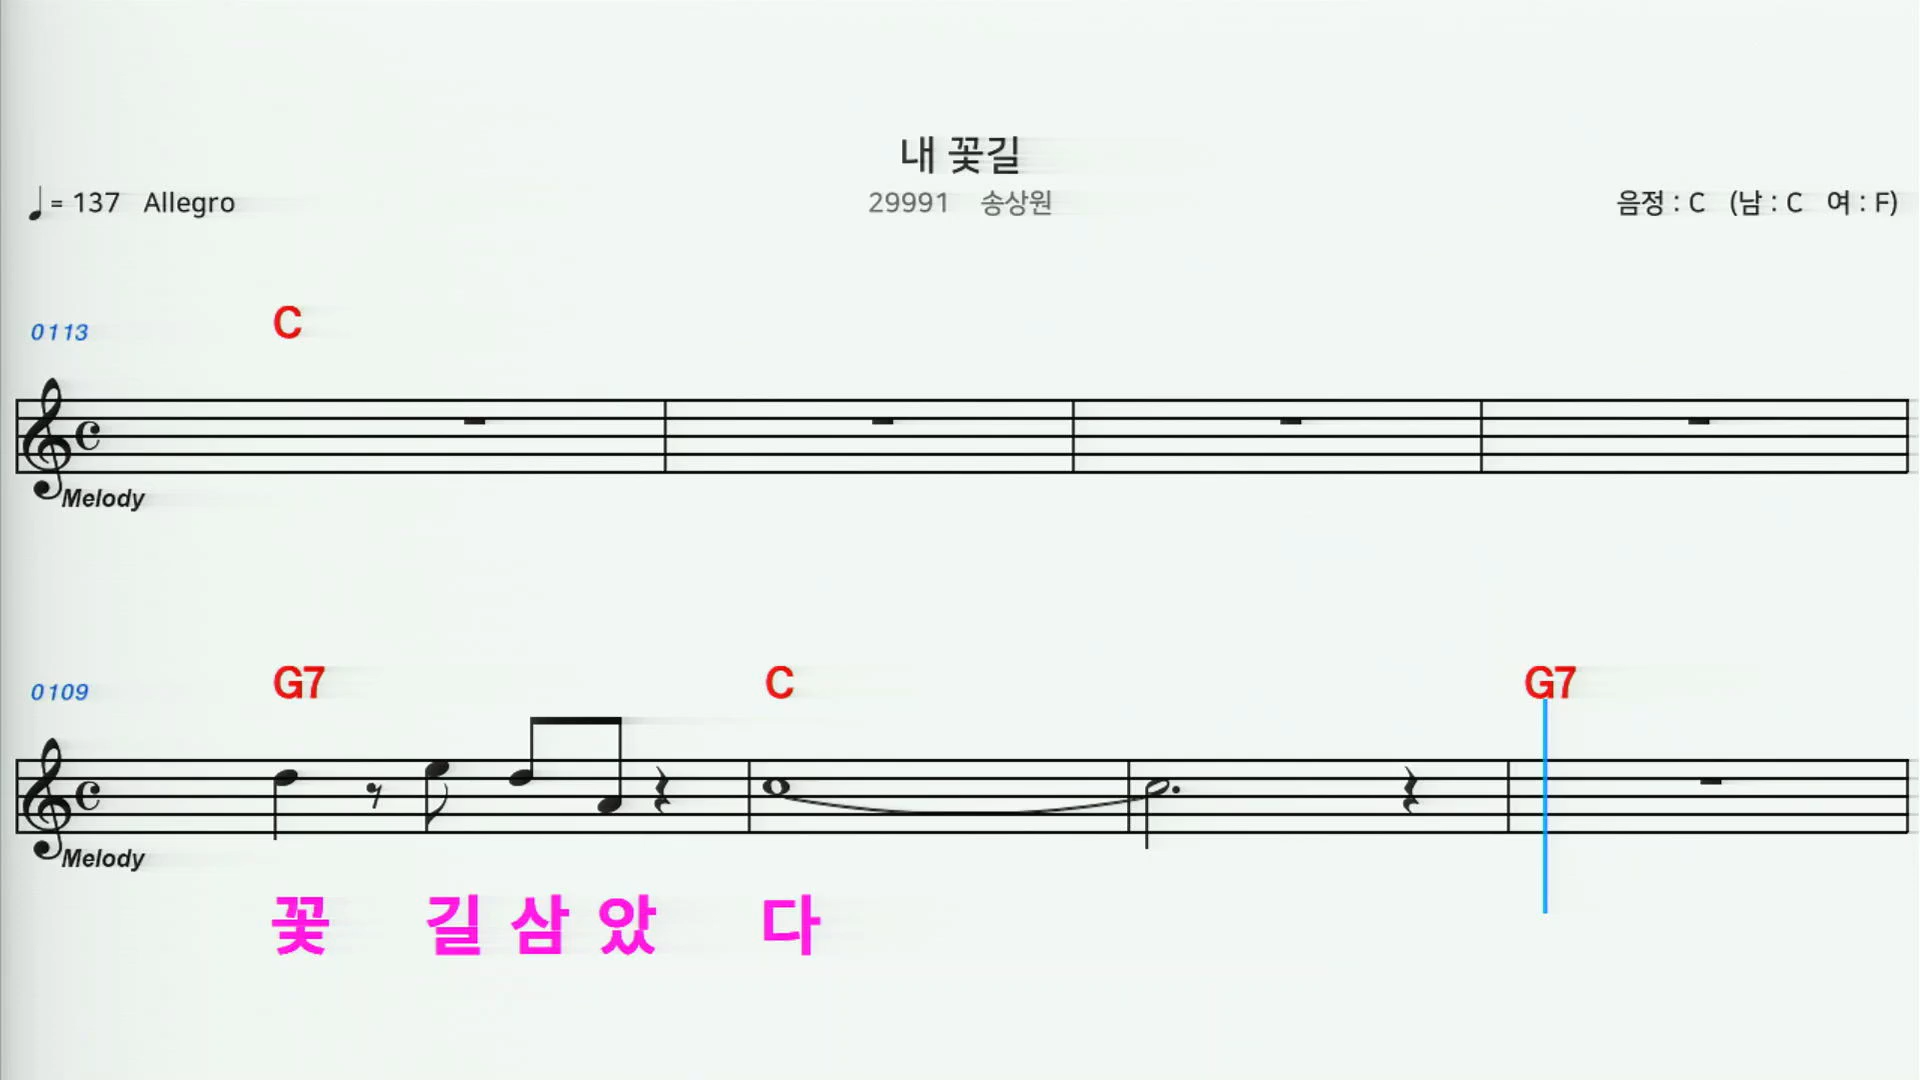 내 꽃길
♩= 137 Allegro
29991 송상원
음정 : C (남 : C 여 : F)
0113
C
Melody
0109
G7 C G7
Melody
꽃 길 삼 았 다